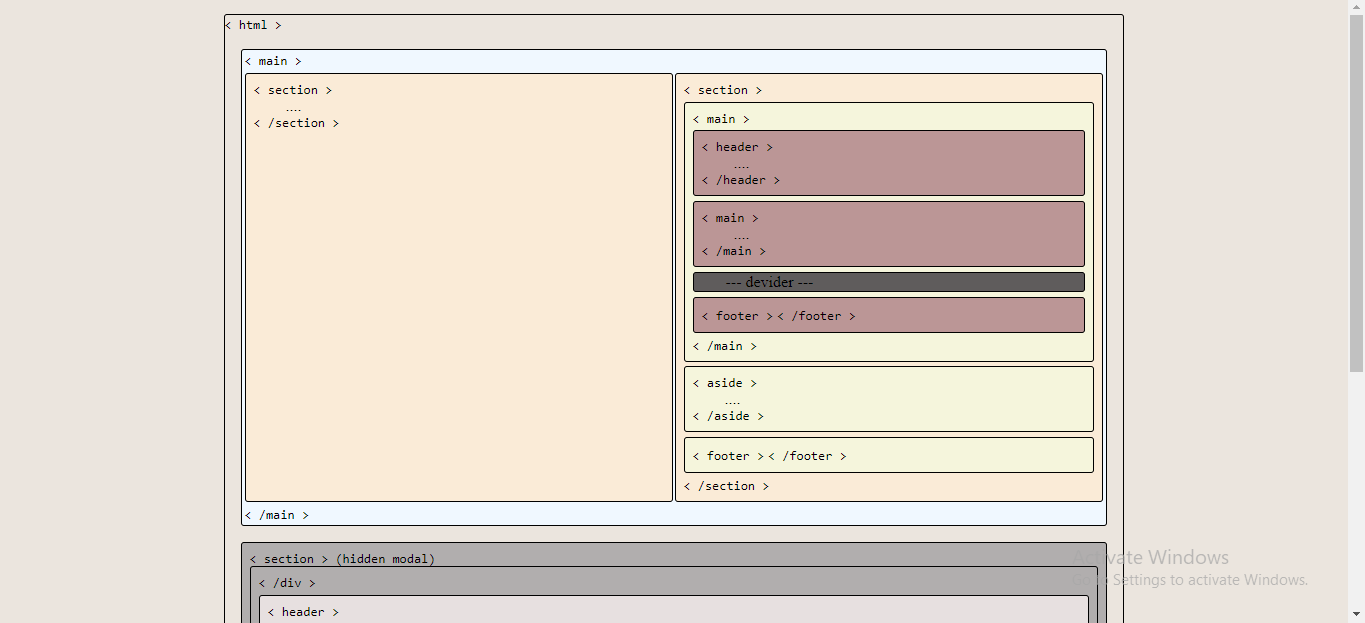 < html >
< main >
< section >
....
< /section >
< section >
< main >
< header >
....
< /header >
< main >
....
< /main >
--- devider ---
< footer >< /footer >
< /main >
< aside >
....
< /aside >
< footer >< /footer >
< /section >
< /main >
< section > (hidden modal)
< /div >
< header >
Activate Windows
Go to Settings to activate Windows.